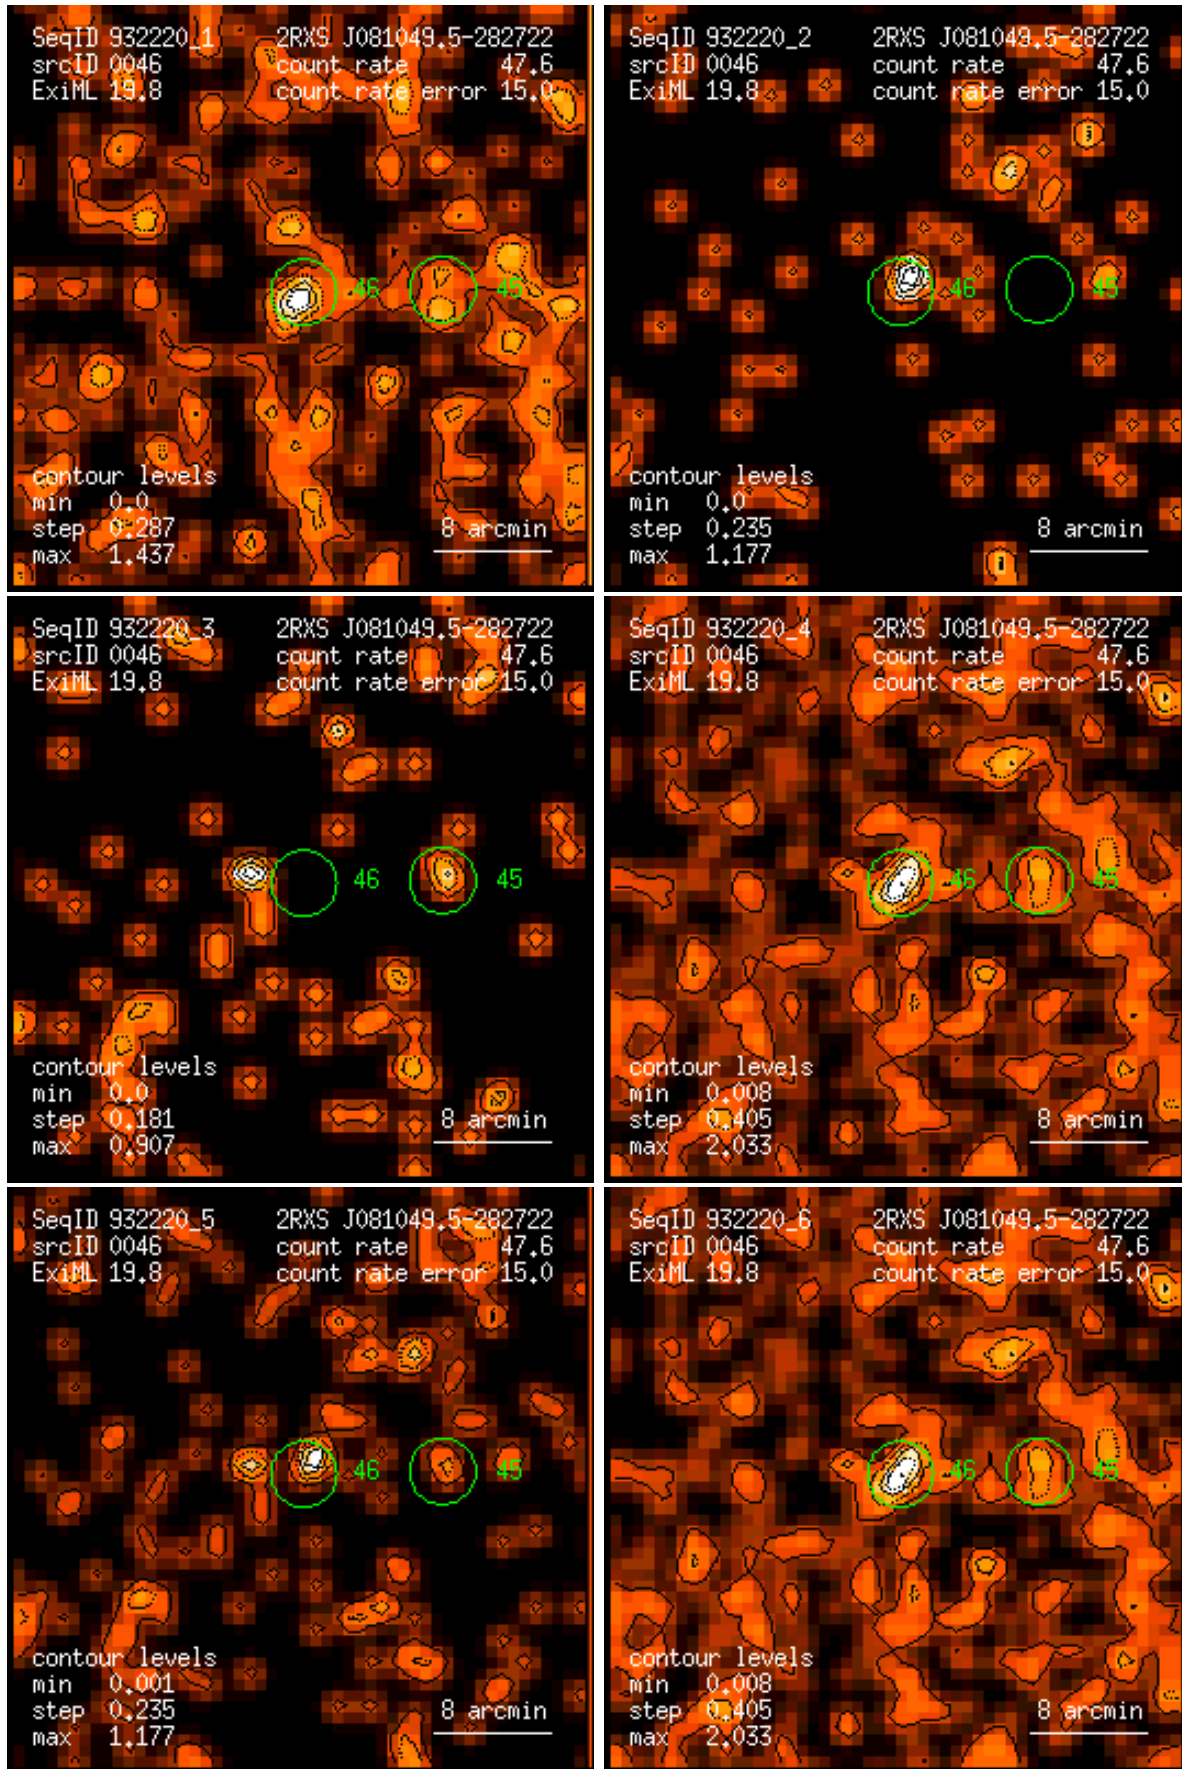 SeqID 932220_1 2RXS J081049.5-282722
srcID 0046 count rate 47.6
ExiML 19.8 count rate error 15.0
46 45
contour levels
min 0.0
step 0.287 8 arcmin
max 1.437
SeqID 932220_2 2RXS J081049.5-282722
srcID 0046 count rate 47.6
ExiML 19.8 count rate error 15.0
46 45
contour levels
min 0.0
step 0.235 8 arcmin
max 1.177
SeqID 932220_3 2RXS J081049.5-282722
srcID 0046 count rate 47.6
ExiML 19.8 count rate error 15.0
46 45
contour levels
min 0.0
step 0.181 8 arcmin
max 0.907
SeqID 932220_4 2RXS J081049.5-282722
srcID 0046 count rate 47.6
ExiML 19.8 count rate error 15.0
46 45
contour levels
min 0.008
step 0.405 8 arcmin
max 2.033
SeqID 932220_5 2RXS J081049.5-282722
srcID 0046 count rate 47.6
ExiML 19.8 count rate error 15.0
46 45
contour levels
min 0.001
step 0.235 8 arcmin
max 1.177
SeqID 932220_6 2RXS J081049.5-282722
srcID 0046 count rate 47.6
ExiML 19.8 count rate error 15.0
46 45
contour levels
min 0.008
step 0.405 8 arcmin
max 2.033